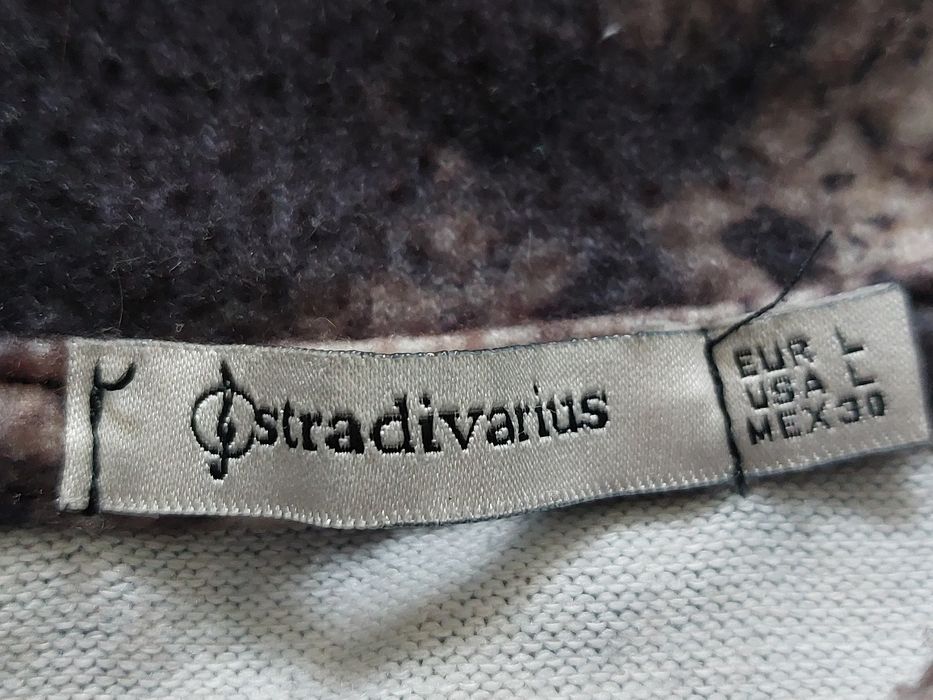 stradivarius
EUR L
USA L
MEX 30